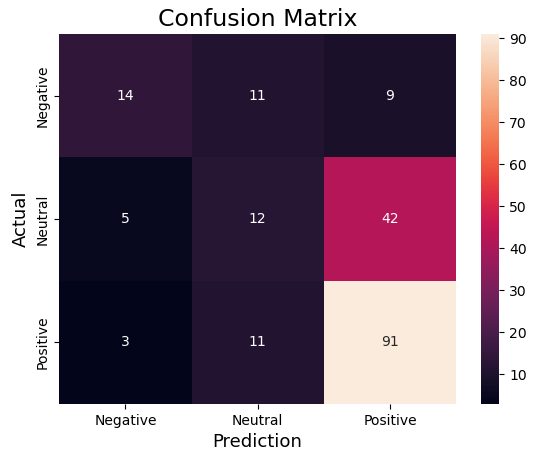 Confusion Matrix
Actual
Negative
Neutral
Positive
14 11 9
5 12 42
3 11 91
Negative Neutral Positive
Prediction
90
80
70
60
50
40
30
20
10